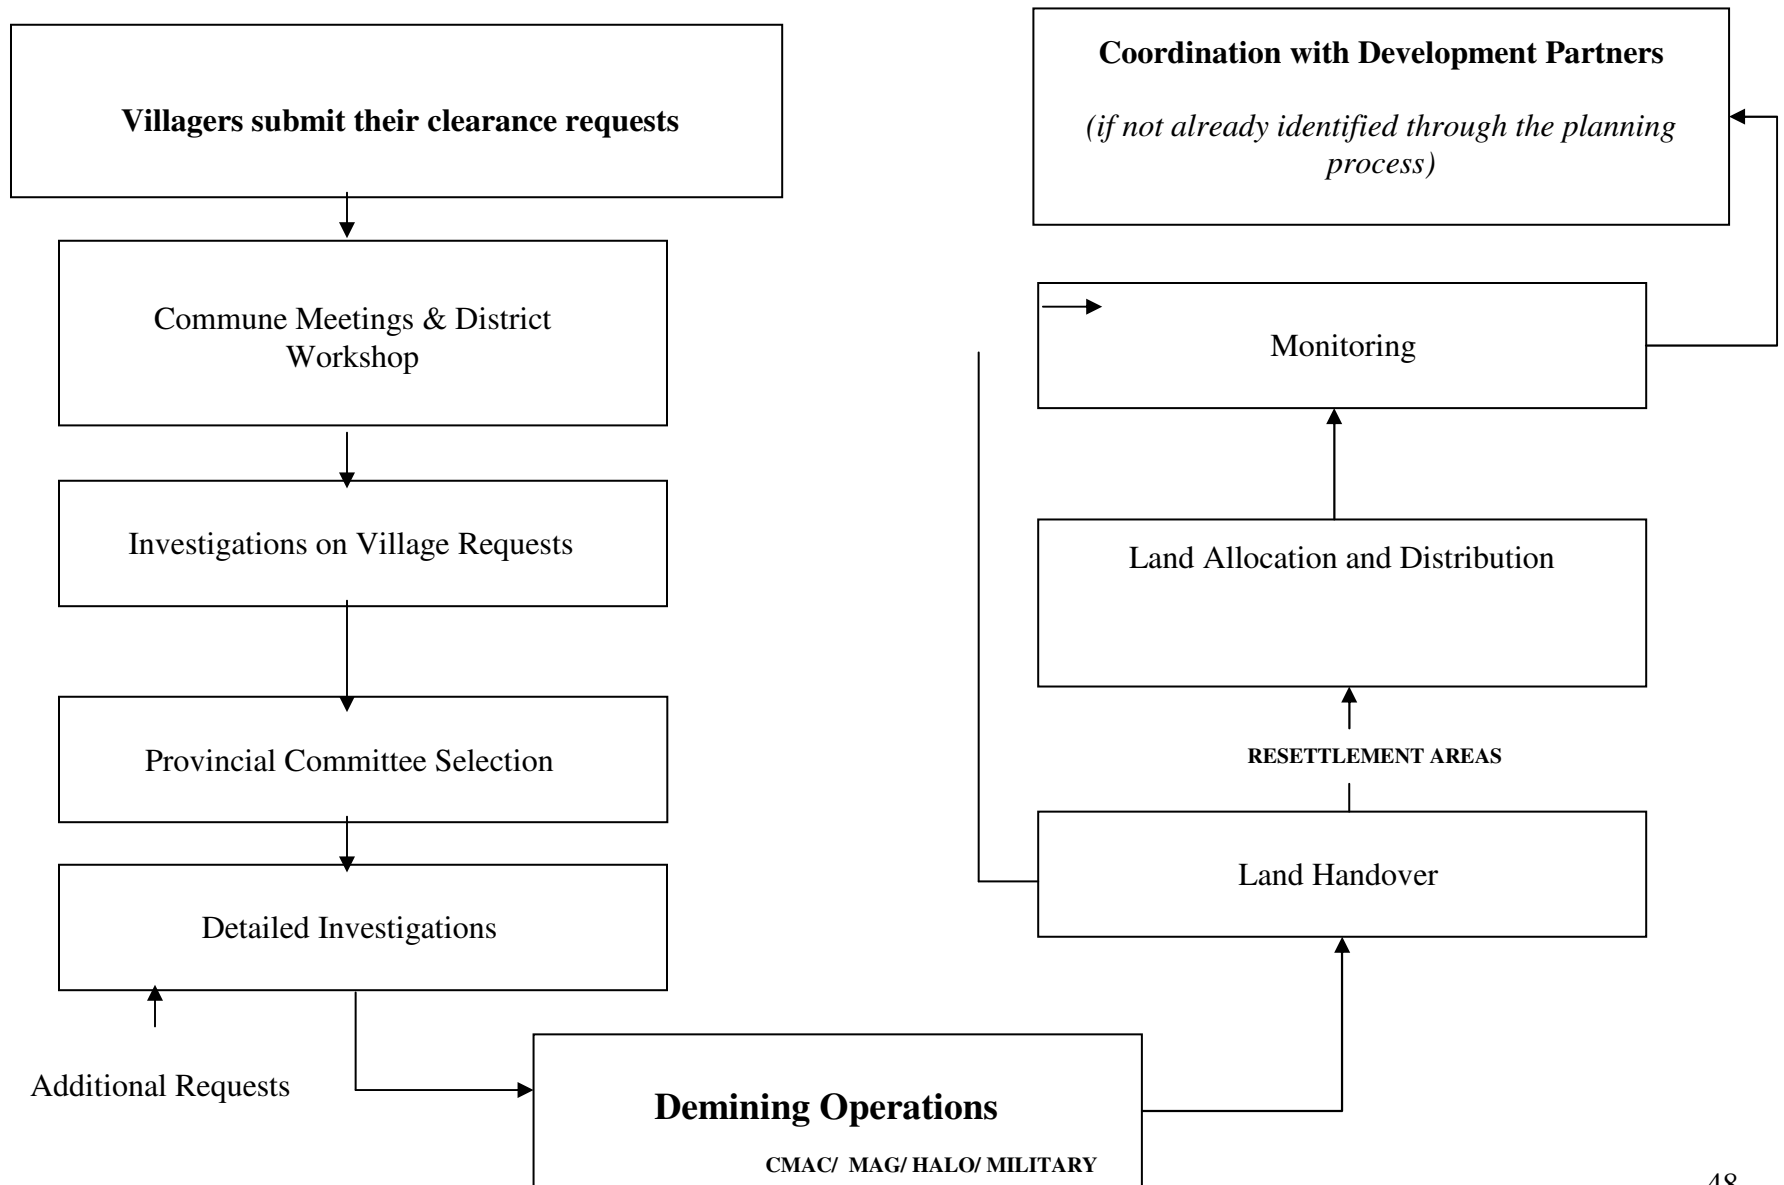 Villagers submit their clearance requests
Commune Meetings & District
Workshop
Investigations on Village Requests
Provincial Committee Selection
Detailed Investigations
Additional Requests
Demining Operations
CMAC/ MAG/ HALO/ MILITARY
Coordination with Development Partners
(if not already identified through the planning
process)
Monitoring
Land Allocation and Distribution
RESETTLEMENT AREAS
Land Handover
48